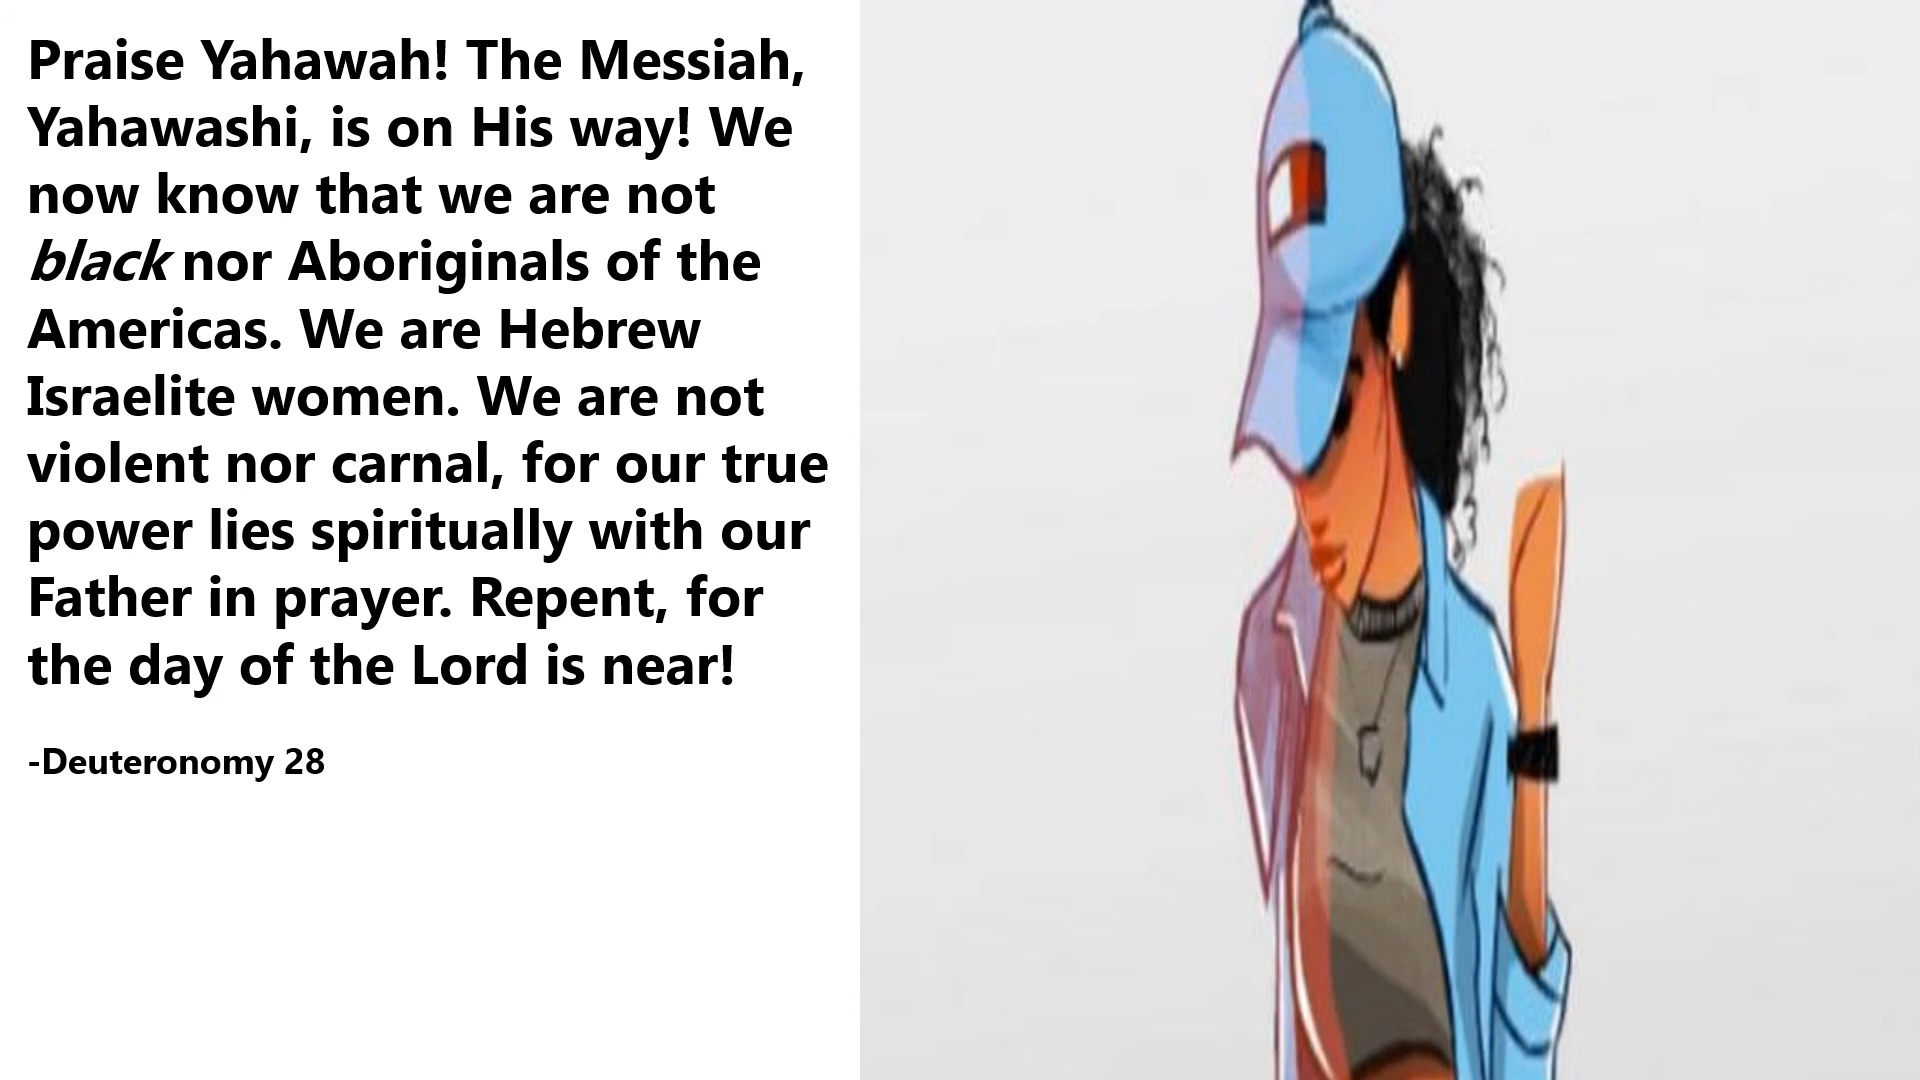 Praise Yahawah! The Messiah,
Yahawashi, is on His way! We
now know that we are not
black nor Aboriginals of the
Americas. We are Hebrew
Israelite women. We are not
violent nor carnal, for our true
power lies spiritually with our
Father in prayer. Repent, for
the day of the Lord is near!
-Deuteronomy 28